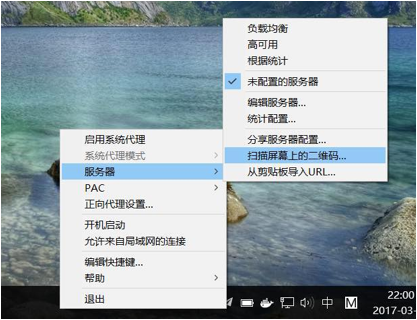 负载均衡
高可用
根据统计
未配置的服务器
编辑服务器...
统计配置...
分享服务器配置...
扫描屏幕上的二维码...
从剪贴板导入URL...
启用系统代理
系统代理模式
服务器
PAC
正向代理设置...
开机启动
允许来自局域网的连接
编辑快捷键...
帮助
退出
中
M
22:00
2017-03-